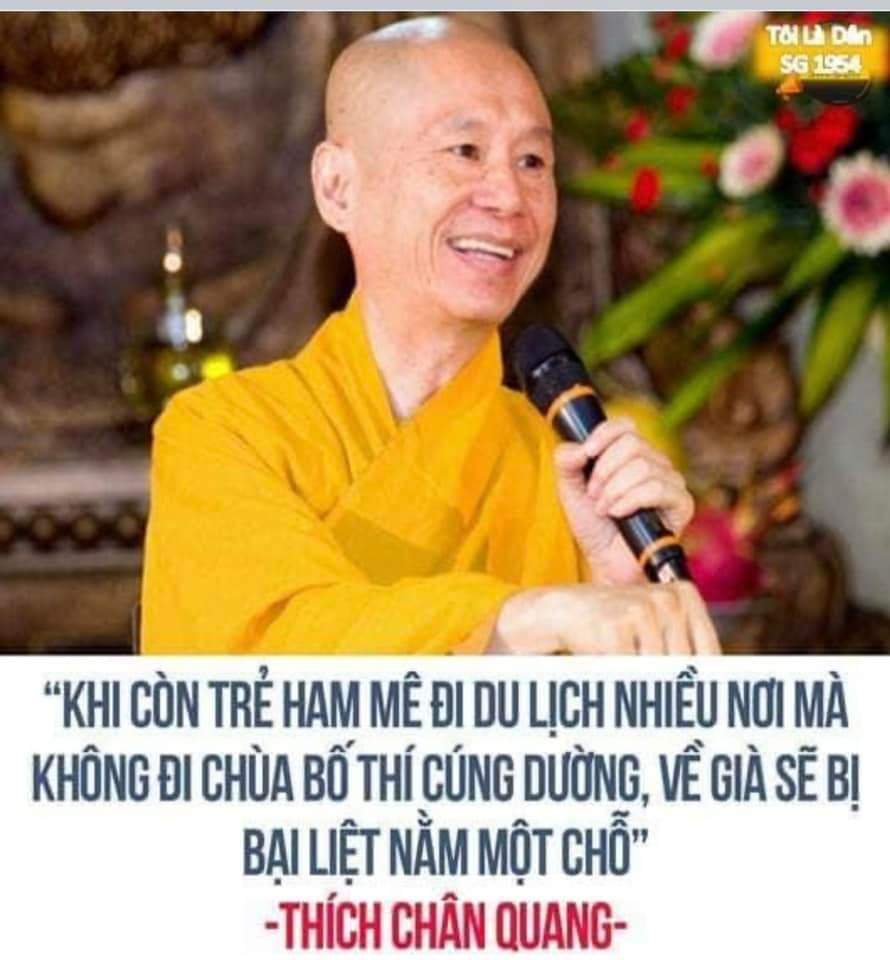 Tôi Là Dân
SG 1954
“KHI CÒN TRẺ HAM MÊ ĐI DU LỊCH NHIỀU NƠI MÀ
KHÔNG ĐI CHÙA BỐ THÍ CÚNG DƯỜNG, VỀ GIÀ SẼ BỊ
BẠI LIỆT NẰM MỘT CHỖ”
-THÍCH CHÂN QUANG-